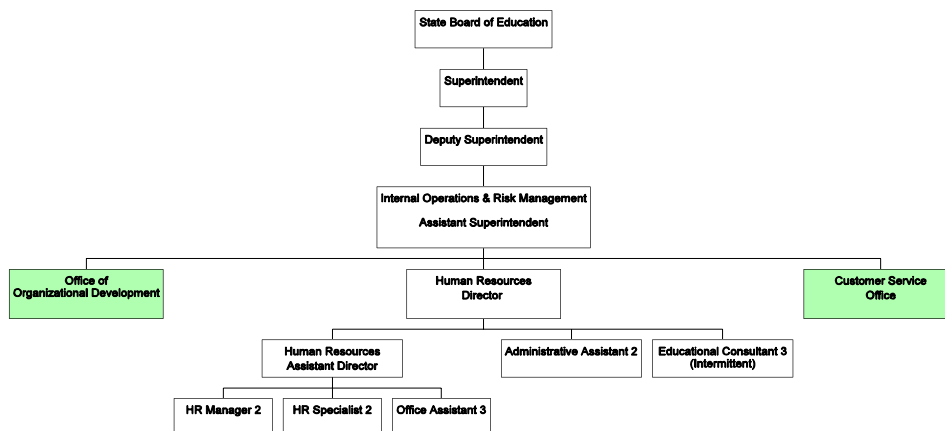 State Board of Education
Superintendent
Deputy Superintendent
Internal Operations & Risk Management
Assistant Superintendent
Office of
Organizational Development
Human Resources
Director
Customer Service
Office
Human Resources
Assistant Director
Administrative Assistant 2
Educational Consultant 3
(Intermittent)
HR Manager 2
HR Specialist 2
Office Assistant 3